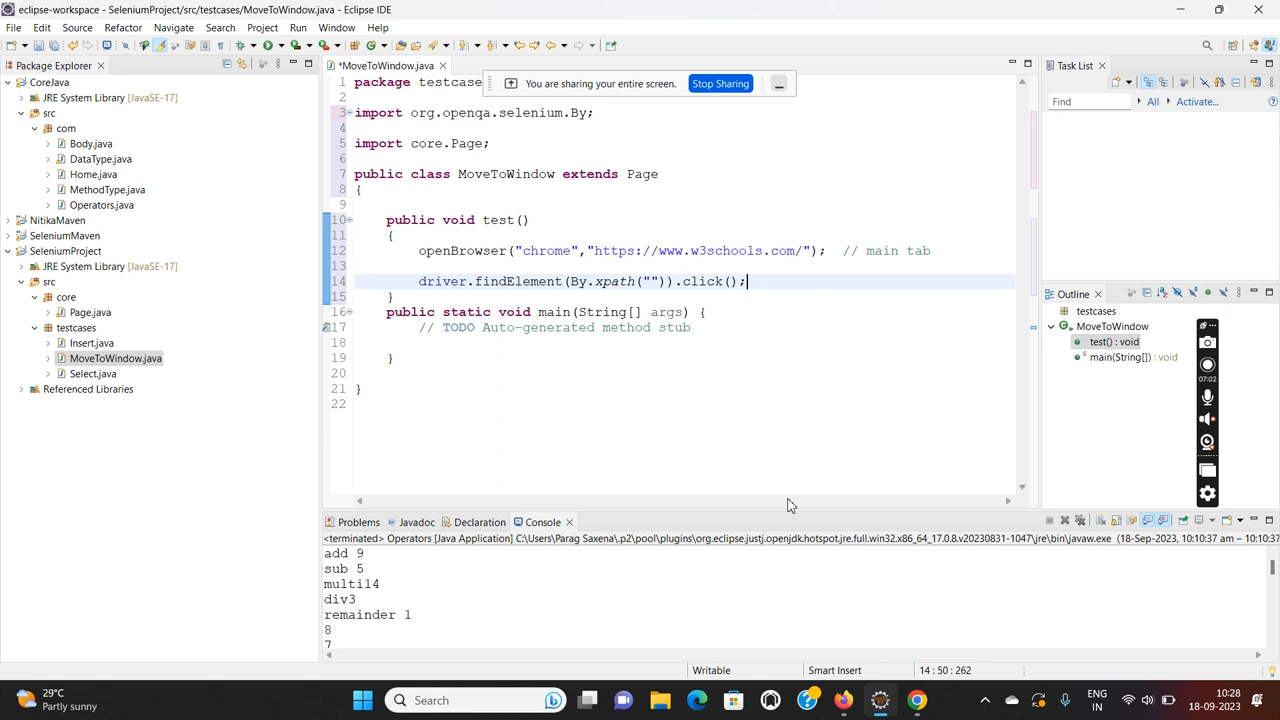 eclipse-workspace - SeleniumProject/src/testcases/MoveToWindow.java - Eclipse IDE
File Edit Source Refactor Navigate Search Project Run Window Help
Package Explorer
CoreJava
JRE System Library [JavaSE-17]
src
com
Body.java
DataType.java
Home.java
MethodType.java
Operators.java
NitikaMaven
SeleniumMaven
SeleniumProject
JRE System Library [JavaSE-17]
src
core
Page.java
testcases
Insert.java
MoveToWindow.java
Select.java
Referenced Libraries
*MoveToWindow.java
You are sharing your entire screen. Stop Sharing
1 package testcase
2
3 import org.openqa.selenium.By;
4
5 import core.Page;
6
7 public class MoveToWindow extends Page
8 {
9
10 public void test()
11 {
12 openBrowser("chrome","https://www.w3schools.com/"); // main tab
13
14 driver.findElement(By.xpath("")).click();
15 }
16 public static void main(String[] args) {
17 // TODO Auto-generated method stub
18
19 }
20
21 }
22
Task List
Find All Activate...
Outline
testcases
MoveToWindow
test() : void
main(String[]) : void
07:02
Problems Javadoc Declaration Console
<terminated> Operators [Java Application] C:\Users\Parag Saxena\.p2\pool\plugins\org.eclipse.justj.openjdk.hotspot.jre.full.win32.x86_64_17.0.8.v20230831-1047\jre\bin\javaw.exe (18-Sep-2023, 10:10:37 am – 10:10:37
add 9
sub 5
multi14
div3
remainder 1
8
7
Writable Smart Insert 14 : 50 : 262
29°C
Partly sunny
Search
ENG
IN
10:28
18-09-2023